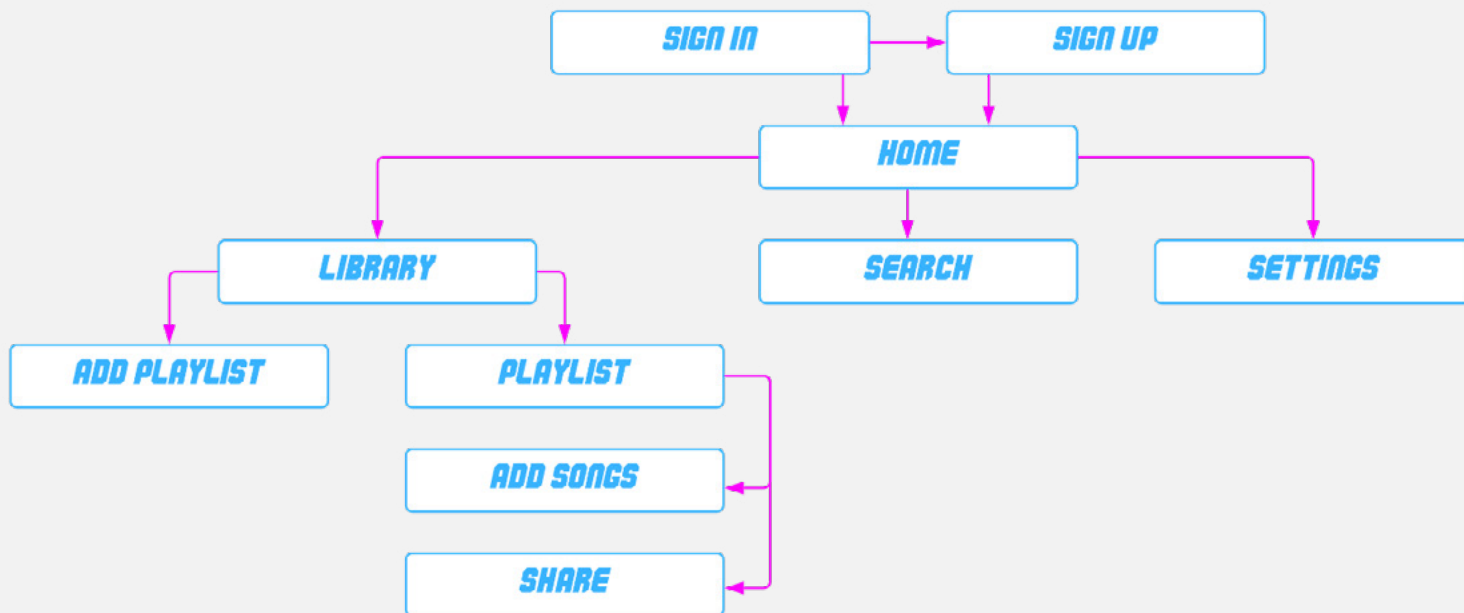 SIGN IN
SIGN UP
HOME
LIBRARY
SEARCH
SETTINGS
ADD PLAYLIST
PLAYLIST
ADD SONGS
SHARE